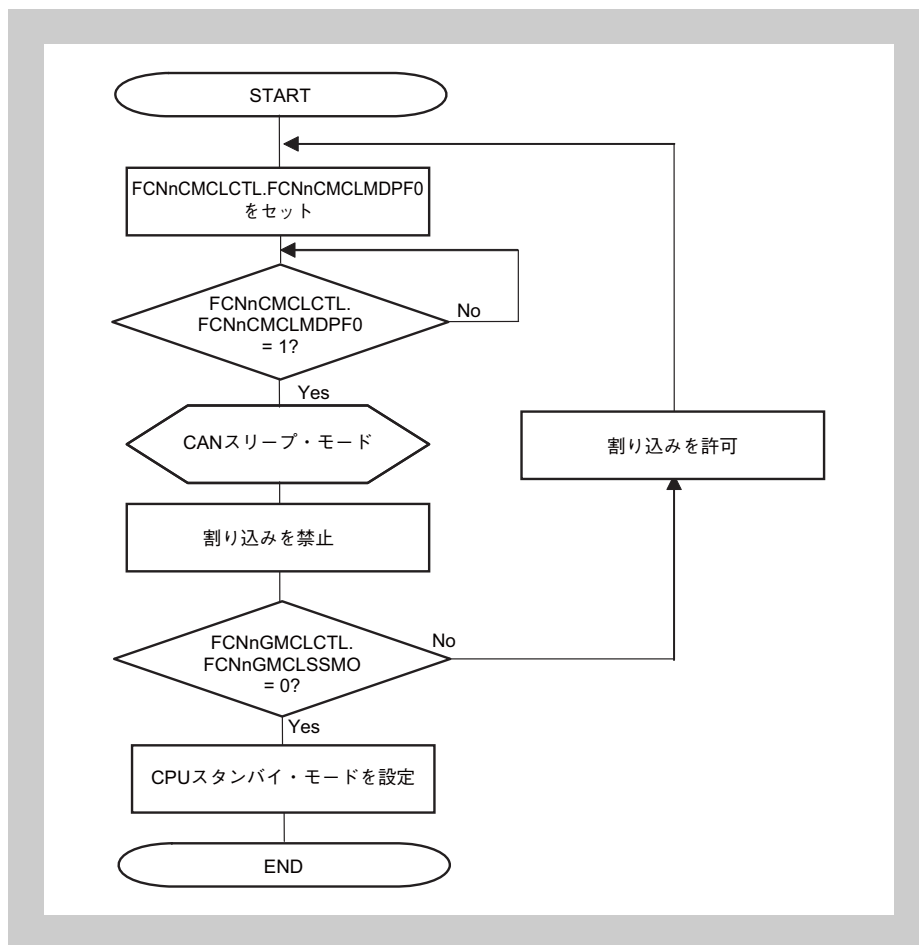 START
FCNnCMCLCTL.FCNnCMCLMDPF0
をセット
FCNnCMCLCTL.
FCNnCMCLMDPF0
= 1?
No
Yes
CANスリープ・モード
割り込みを許可
割り込みを禁止
FCNnGMCLCTL.
FCNnGMCLSSMO
= 0?
No
Yes
CPUスタンバイ・モードを設定
END